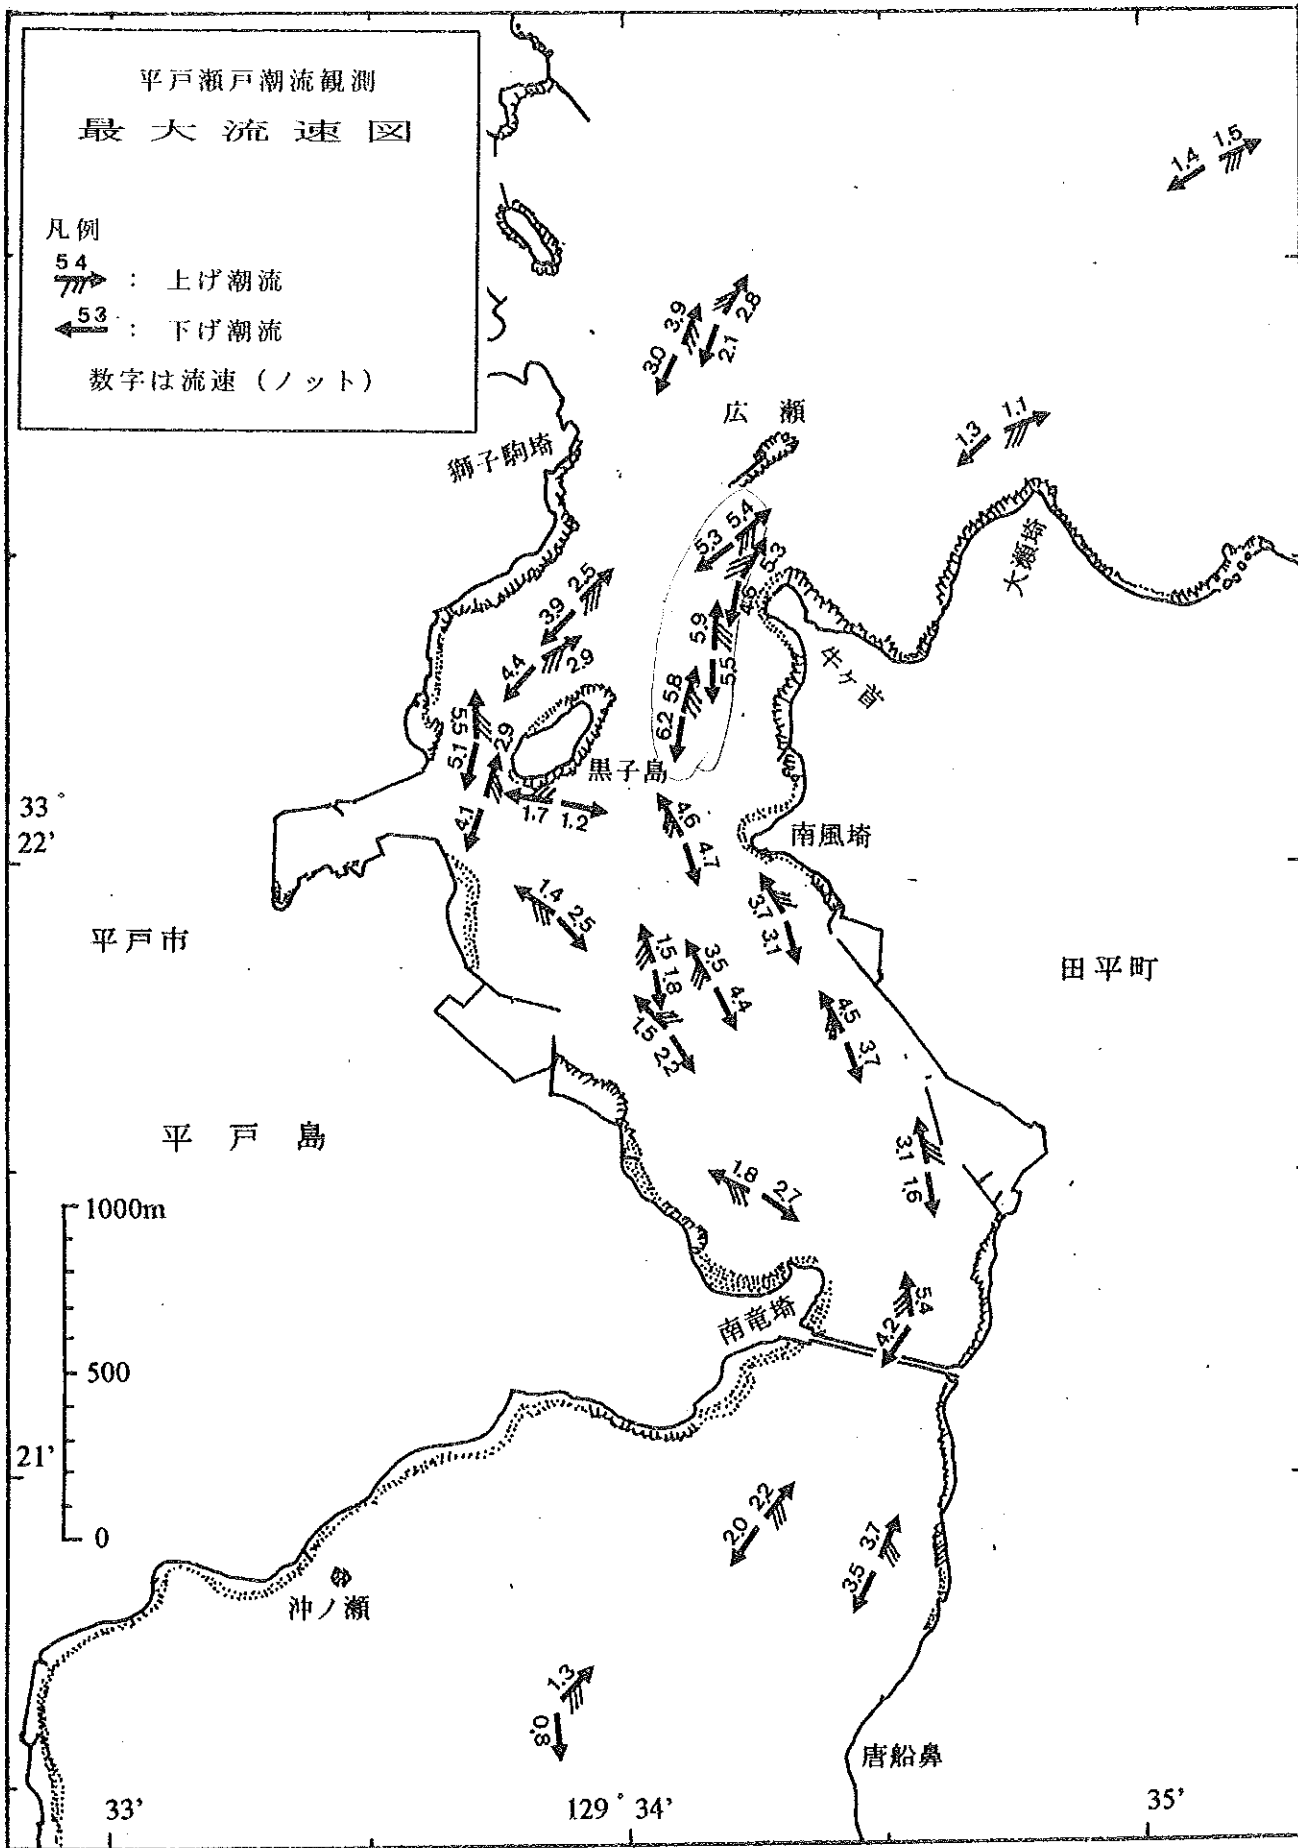 平戸瀬戸潮流観測
最大流速図
凡例
5.4
： 上げ潮流
5.3
： 下げ潮流
数字は流速（ノット）
1.4 1.5
3.9 2.8
3.0 2.1
広瀬
1.3 1.1
獅子駒埼
大瀬埼
5.3 5.4
5.3
4.6
3.9 2.5
5.9
5.5
4.4 2.9
牛ヶ首
5.8
6.2
5.5
5.1
2.9
4.1
黒子島
1.7 1.2
33°
22'
4.6
4.7
南風埼
3.7 3.1
1.4 2.5
平戸市
1.5
1.8
3.5
4.4
田平町
1.5 2.2
4.5
3.7
平戸島
3.1
1.6
1.8 2.7
1000m
5.4
4.2
南竜埼
500
21'
0
2.0 2.2
3.5 3.7
沖ノ瀬
1.3
0.8
唐船鼻
33'
129°34'
35'